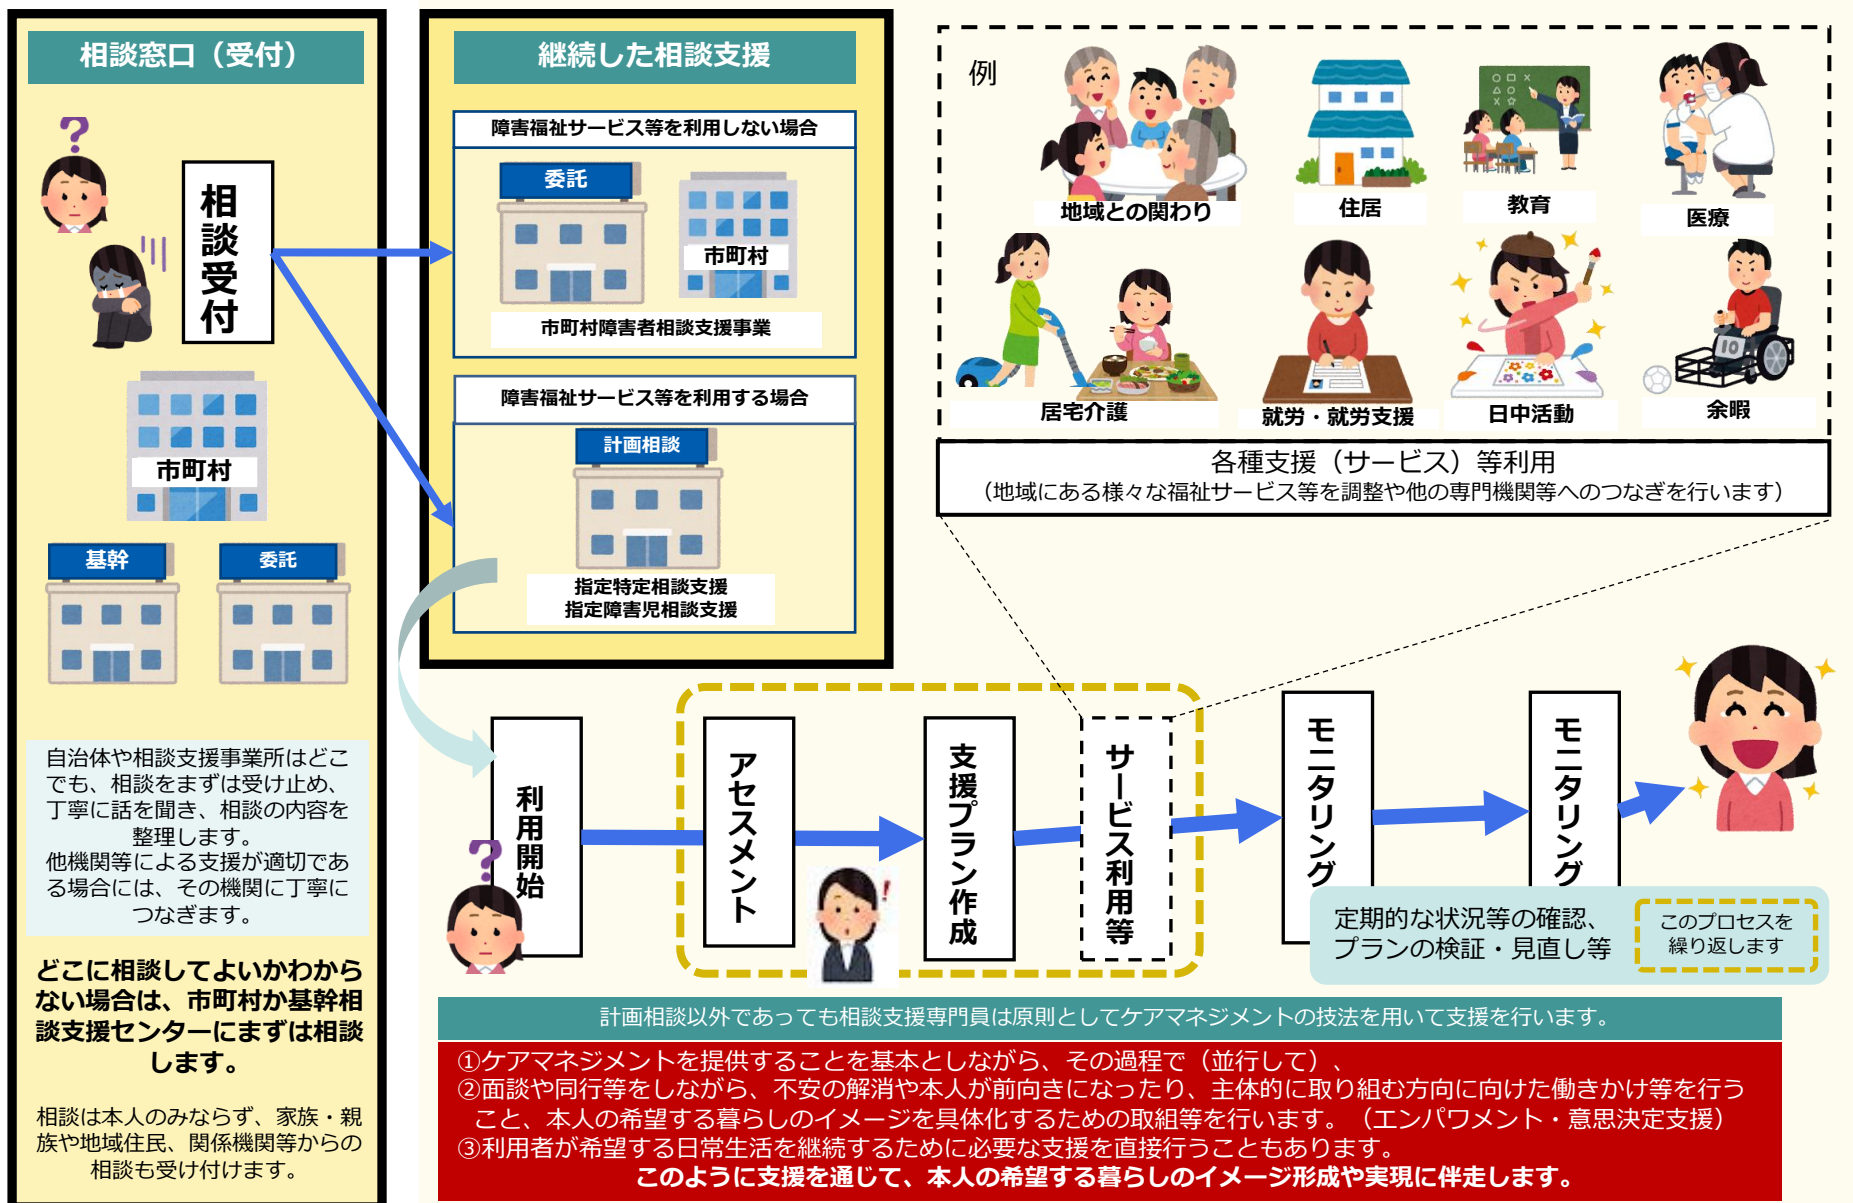 相談窓口（受付）
?
相談受付
市町村
基幹
委託
自治体や相談支援事業所はどこ
でも、相談をまずは受け止め、
丁寧に話を聞き、相談の内容を
整理します。
他機関等による支援が適切であ
る場合には、その機関に丁寧に
つなぎます。
どこに相談してよいかわから
ない場合は、市町村か基幹相
談支援センターにまずは相談
します。
相談は本人のみならず、家族・親
族や地域住民、関係機関等からの
相談も受け付けます。
継続した相談支援
障害福祉サービス等を利用しない場合
委託
市町村
市町村障害者相談支援事業
障害福祉サービス等を利用する場合
計画相談
指定特定相談支援
指定障害児相談支援
例
地域との関わり
住居
教育
医療
居宅介護
就労・就労支援
日中活動
10
余暇
各種支援（サービス）等利用
（地域にある様々な福祉サービス等を調整や他の専門機関等へのつなぎを行います）
利用開始
?
アセスメント
!
支援プラン作成
サービス利用等
モニタリング
モニタリング
定期的な状況等の確認、
プランの検証・見直し等
このプロセスを
繰り返します
計画相談以外であっても相談支援専門員は原則としてケアマネジメントの技法を用いて支援を行います。
①ケアマネジメントを提供することを基本としながら、その過程で（並行して）、
②面談や同行等をしながら、不安の解消や本人が前向きになったり、主体的に取り組む方向に向けた働きかけ等を行う
こと、本人の希望する暮らしのイメージを具体化するための取組等を行います。（エンパワメント・意思決定支援）
③利用者が希望する日常生活を継続するために必要な支援を直接行うこともあります。
このように支援を通じて、本人の希望する暮らしのイメージ形成や実現に伴走します。